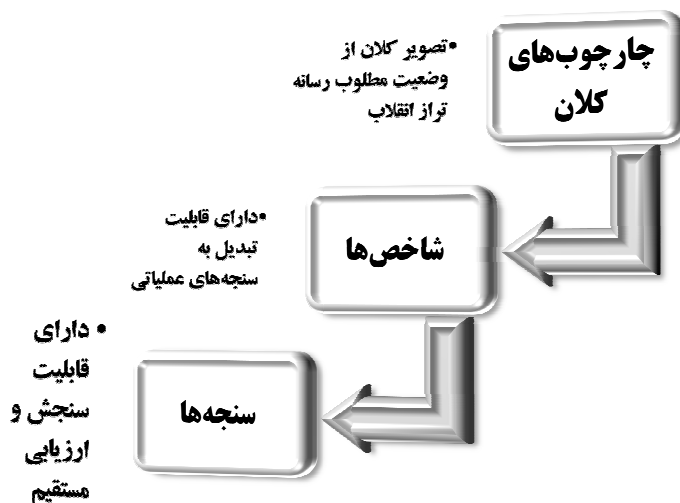 چارچوب‌های
کلان
•تصویر کلان از
وضعیت مطلوب رسانه
تراز انقلاب
شاخص‌ها
•دارای قابلیت
تبدیل به
سنجه‌های عملیاتی
سنجه‌ها
• دارای
قابلیت
سنجش و
ارزیابی
مستقیم